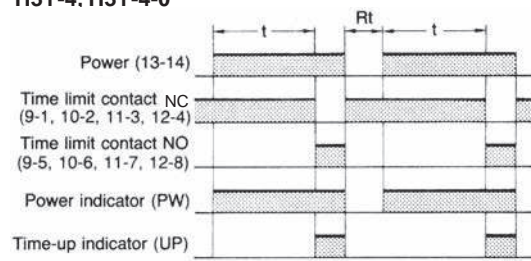 H3Y-4, H3Y-4-0
t Rt t
Power (13-14)
Time limit contact NC
(9-1, 10-2, 11-3, 12-4)
Time limit contact NO
(9-5, 10-6, 11-7, 12-8)
Power indicator (PW)
Time-up indicator (UP)